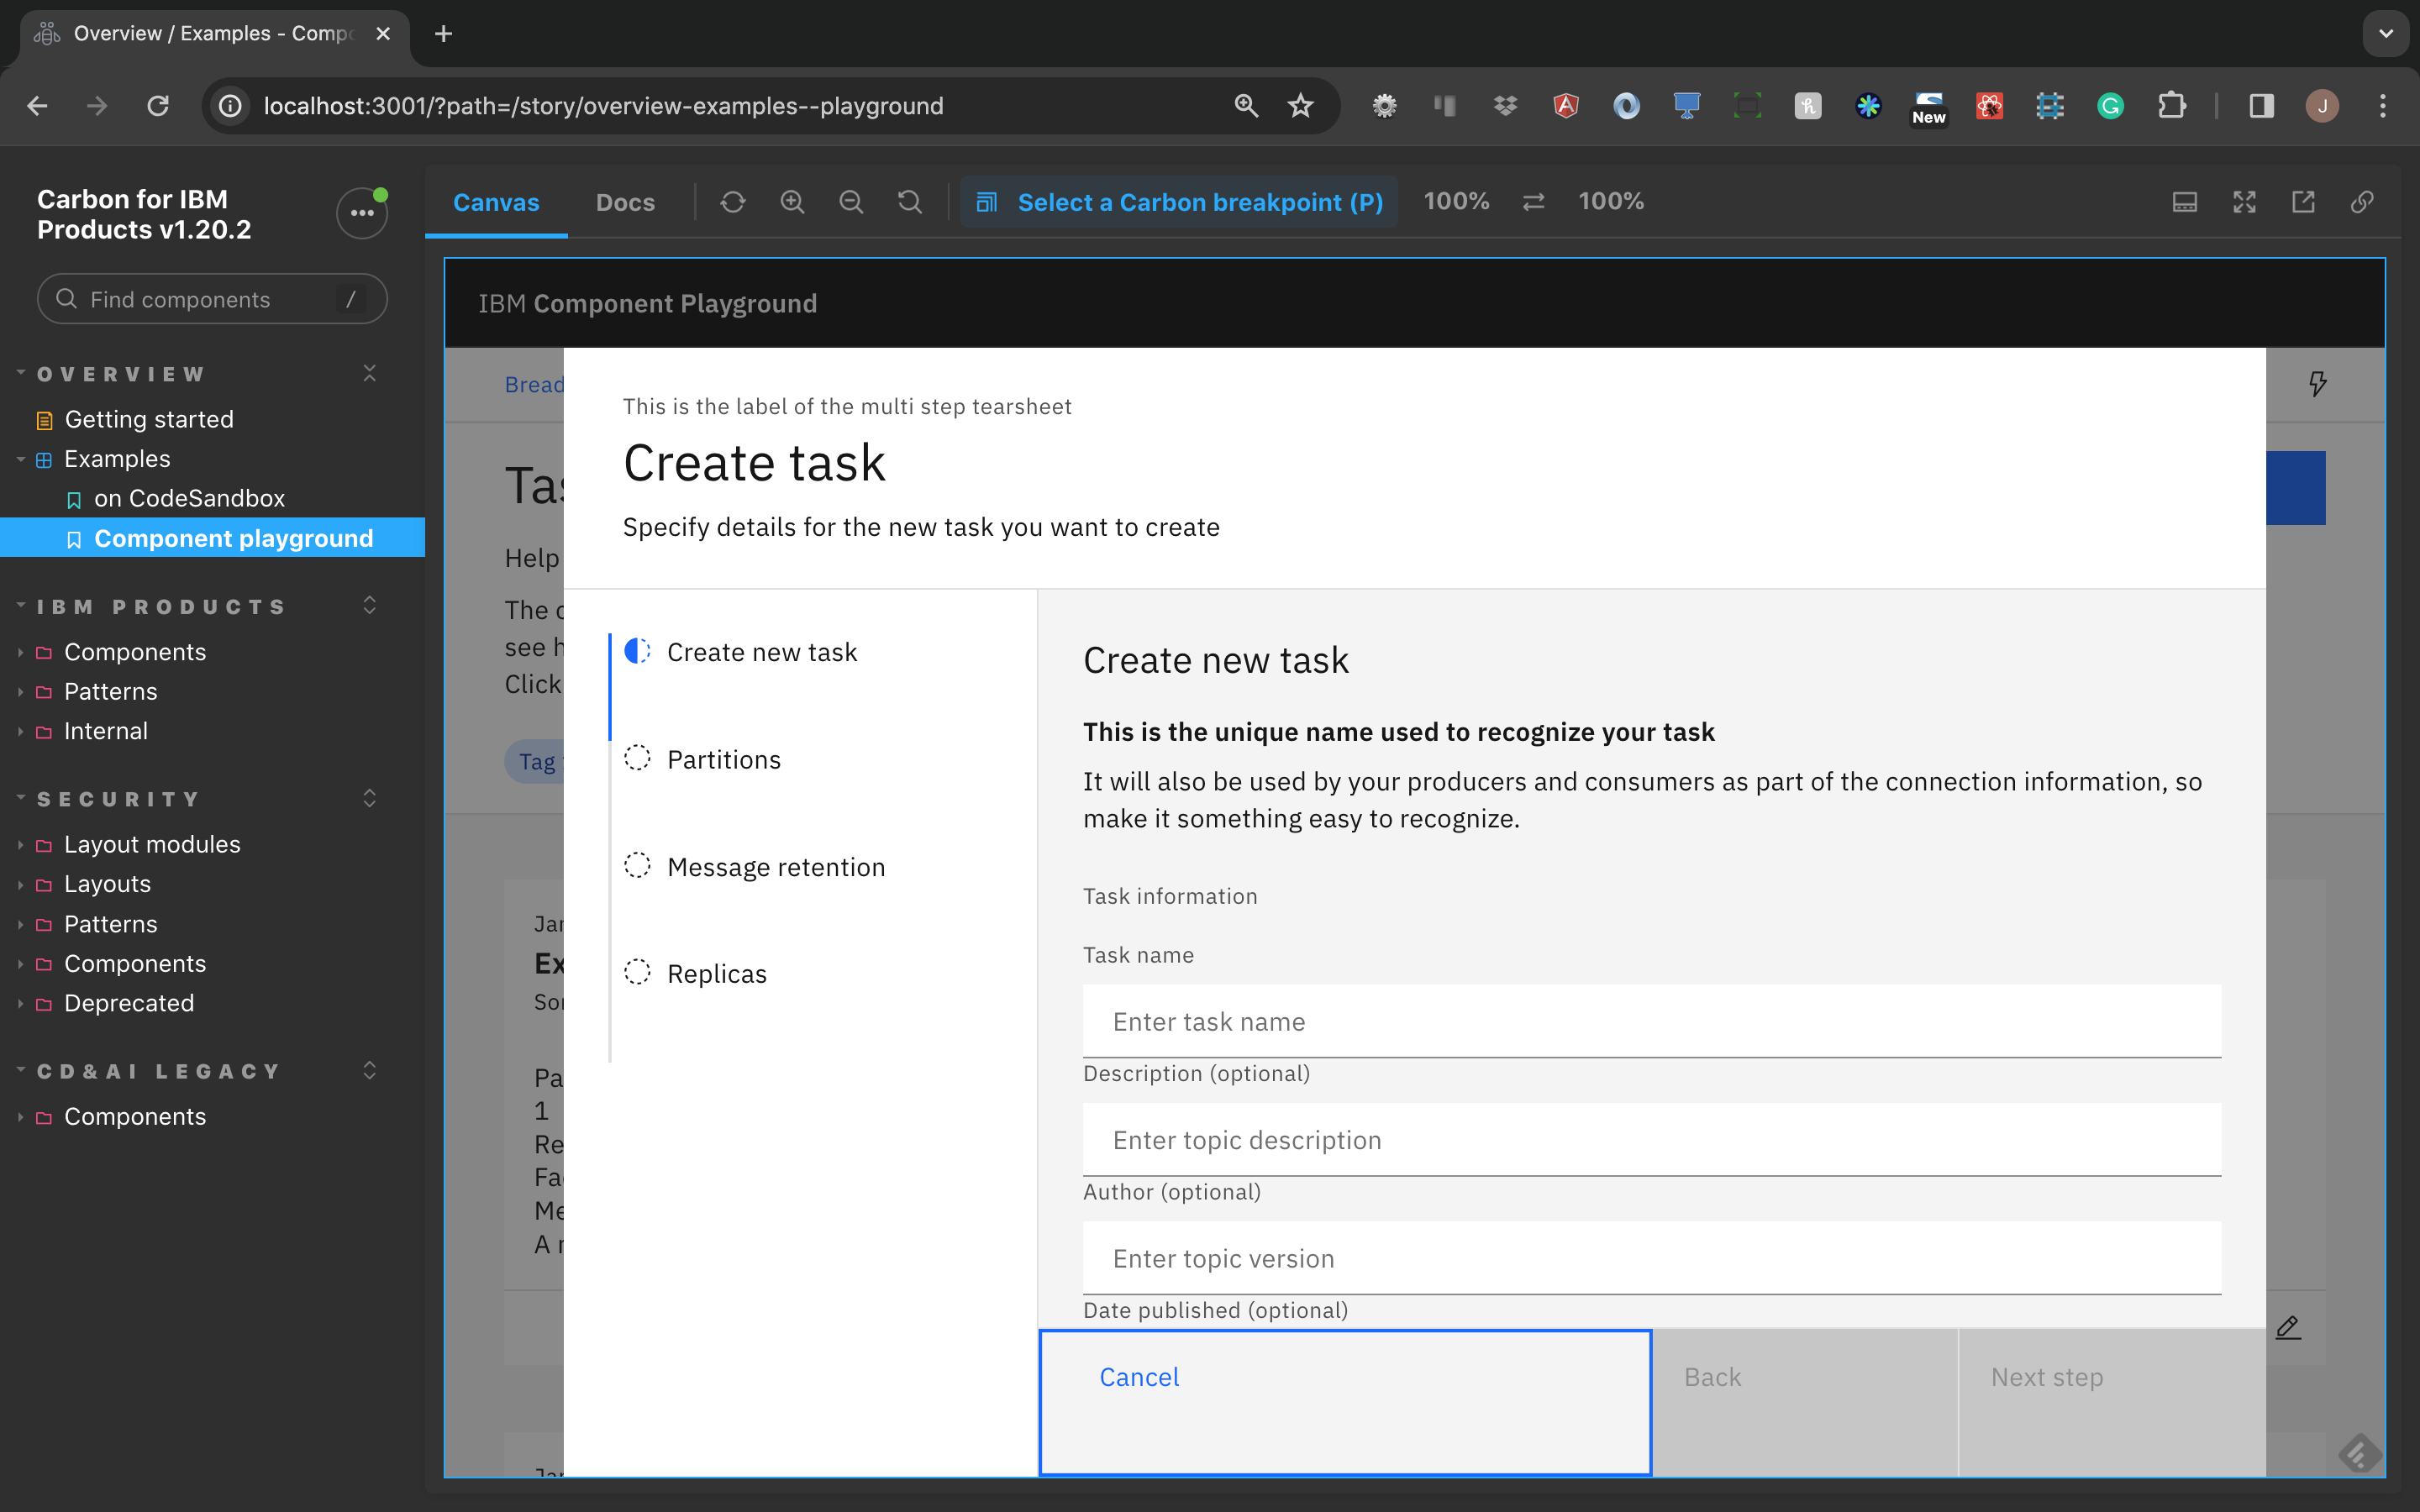 Overview / Examples - Comp
localhost:3001/?path=/story/overview-examples--playground
New
J
Carbon for IBM
Products v1.20.2
Find components
/
OVERVIEW
Getting started
Examples
on CodeSandbox
Component playground
IBM PRODUCTS
Components
Patterns
Internal
SECURITY
Layout modules
Layouts
Patterns
Components
Deprecated
CD&AI LEGACY
Components
Canvas
Docs
Select a Carbon breakpoint (P)
100%
100%
IBM Component Playground
Bread
Tas
Help
The
see h
Click
Tag
Jan
Ex
Son
Pa
1
Re
Fa
Me
A
This is the label of the multi step tearsheet
Create task
Specify details for the new task you want to create
Create new task
Partitions
Message retention
Replicas
Create new task
This is the unique name used to recognize your task
It will also be used by your producers and consumers as part of the connection information, so
make it something easy to recognize.
Task information
Task name
Enter task name
Description (optional)
Enter topic description
Author (optional)
Enter topic version
Date published (optional)
Cancel
Back
Next step